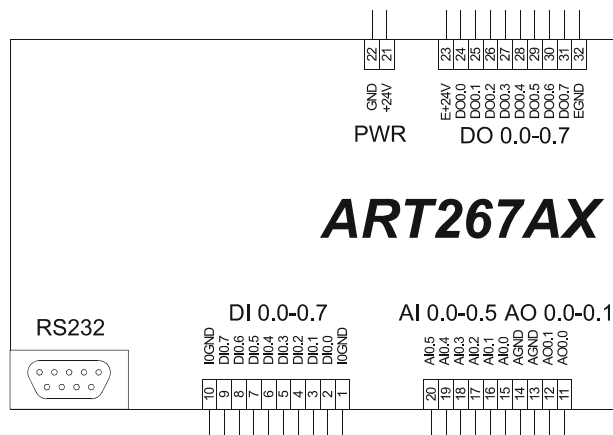 22 21
GND +24V
PWR
23 24 25 26 27 28 29 30 31 32
E+24V DO0.0 DO0.1 DO0.2 DO0.3 DO0.4 DO0.5 DO0.6 DO0.7 EGND
DO 0.0-0.7
ART267AX
RS232
DI 0.0-0.7
I0GND DI0.7 DI0.6 DI0.5 DI0.4 DI0.3 DI0.2 DI0.1 DI0.0 I0GND
10 9 8 7 6 5 4 3 2 1
AI 0.0-0.5 AO 0.0-0.1
AI0.5 AI0.4 AI0.3 AI0.2 AI0.1 AI0.0 AGND AGND AO0.1 AO0.0
20 19 18 17 16 15 14 13 12 11